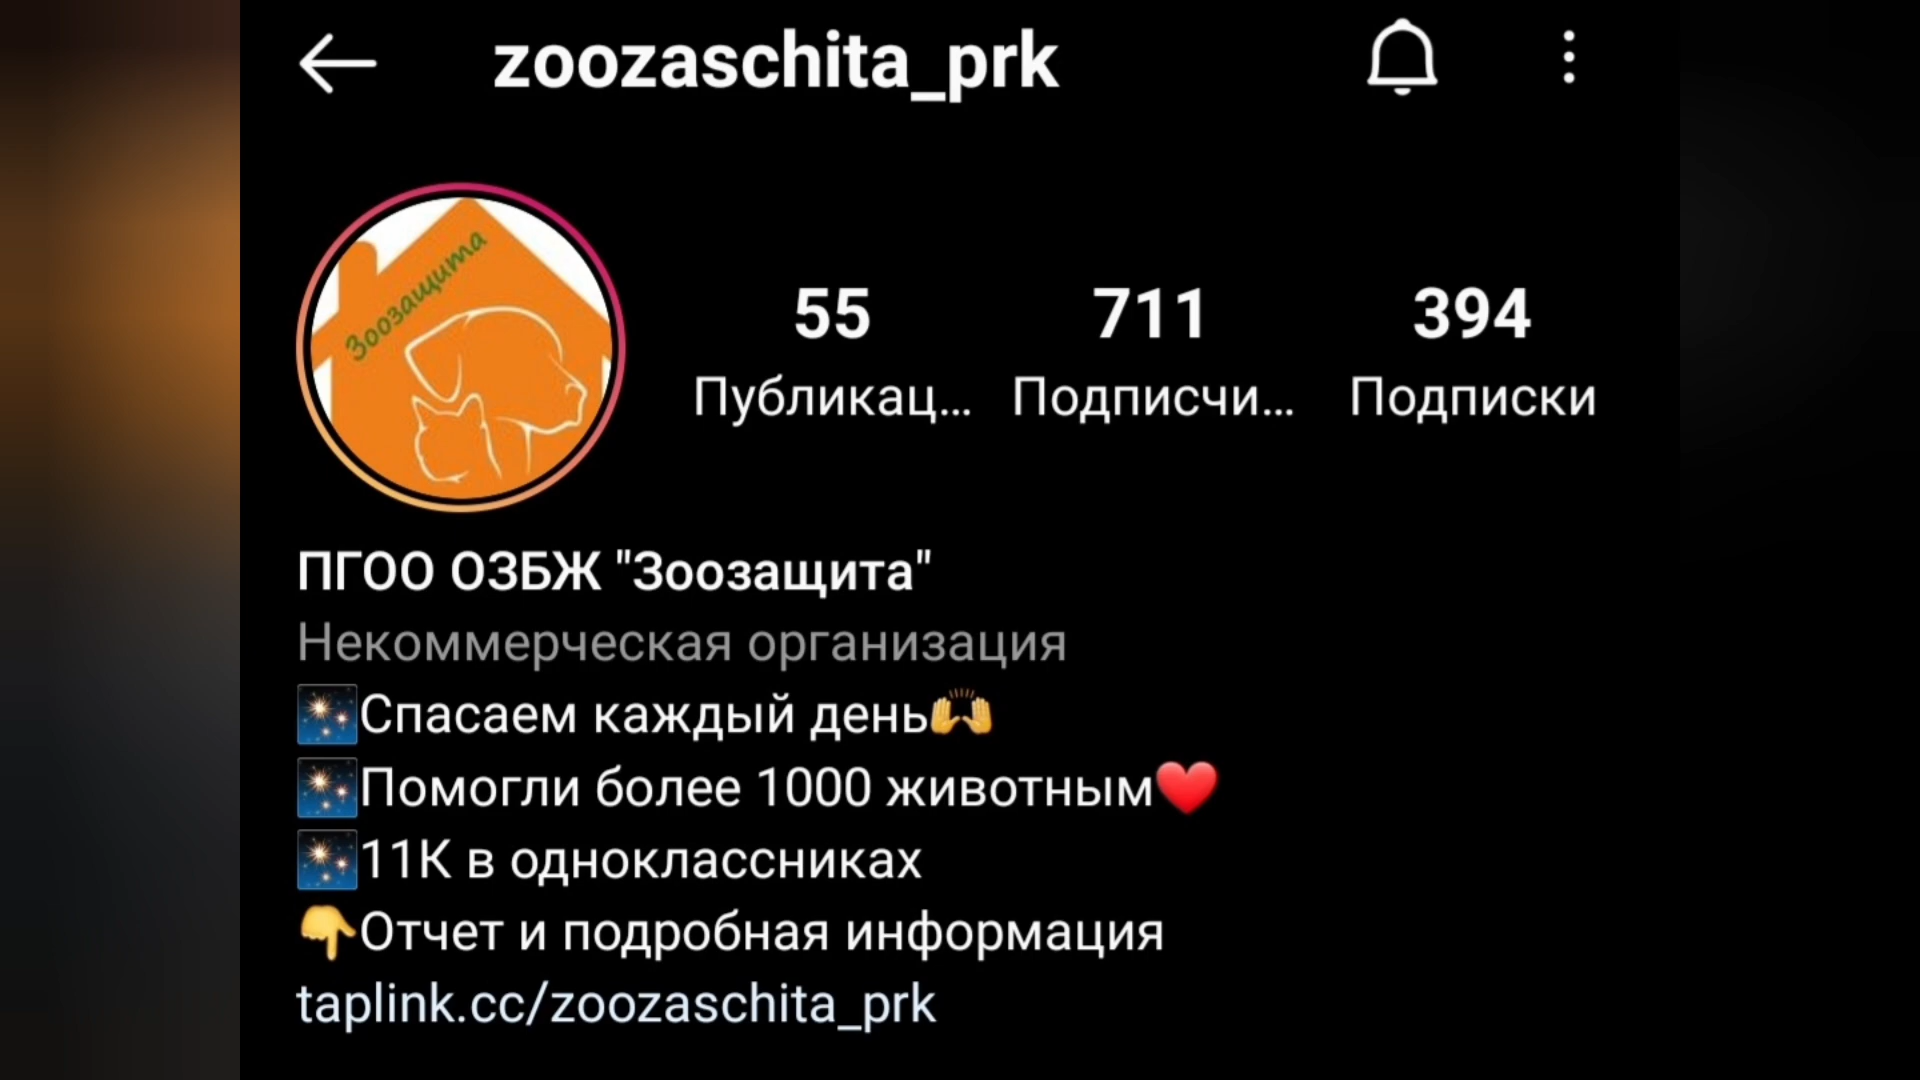 zoozaschita_prk
Зоозащита
55 711 394
Публикац... Подписчи... Подписки
ПГОО ОЗБЖ "Зоозащита"
Некоммерческая организация
🎇Спасаем каждый день🙌
🎇Помогли более 1000 животным❤️
🎇11К в одноклассниках
👇Отчет и подробная информация
taplink.cc/zoozaschita_prk